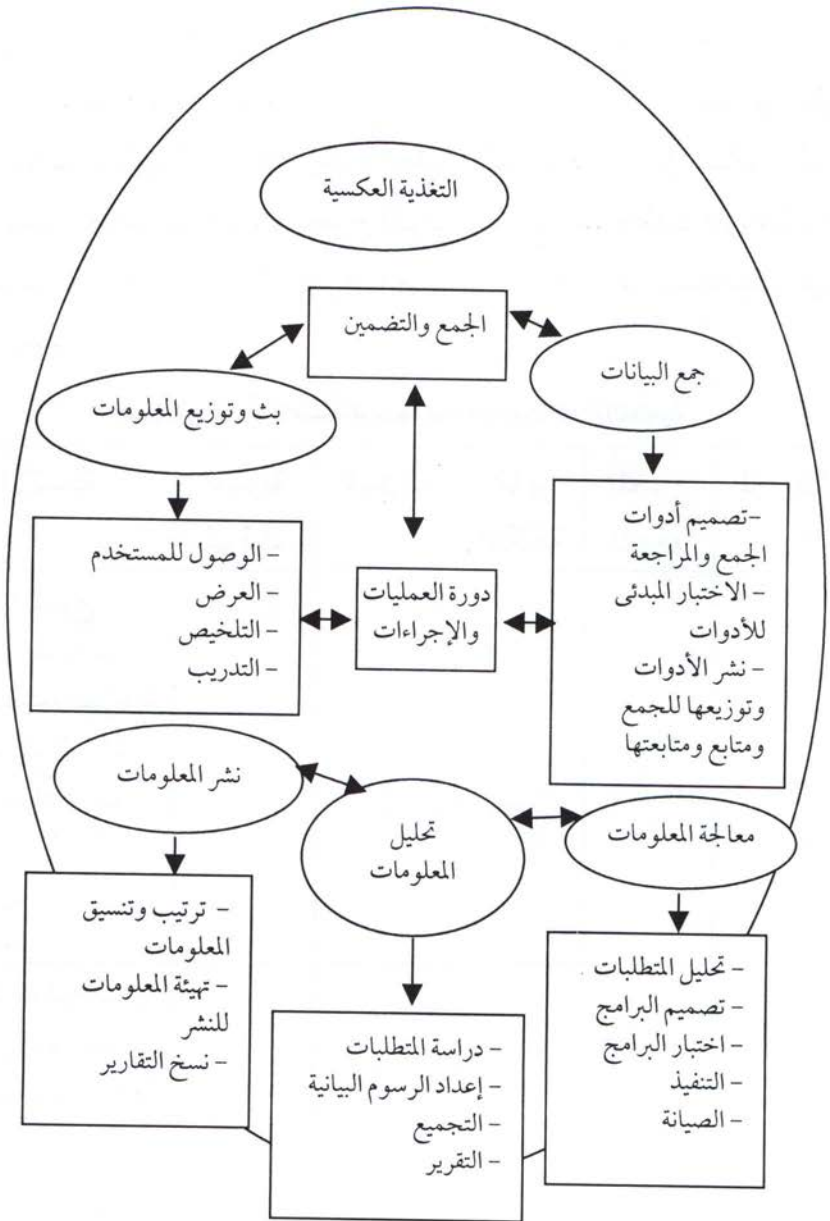 التغذية العكسية
الجمع والتضمين
جمع البيانات
بث وتوزيع المعلومات
–تصميم أدوات
الجمع والمراجعة
– الاختبار المبدئى
للأدوات
– نشر الأدوات
وتوزيعها للجمع
ومتابع ومتابعتها
دورة العمليات
والإجراءات
– الوصول للمستخدم
– العرض
– التلخيص
– التدريب
معالجة المعلومات
تحليل
المعلومات
نشر المعلومات
– تحليل المتطلبات
– تصميم البرامج
– اختبار البرامج
– التنفيذ
– الصيانة
– دراسة المتطلبات
– إعداد الرسوم البيانية
– التجميع
– التقرير
– ترتيب وتنسيق
المعلومات
– تهيئة المعلومات
للنشر
– نسخ التقارير